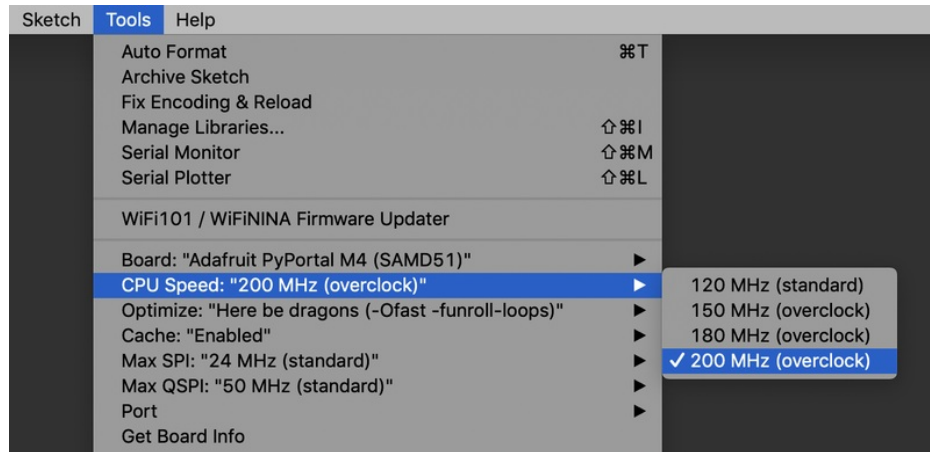 Sketch Tools Help
Auto Format ⌘T
Archive Sketch
Fix Encoding & Reload
Manage Libraries... ⇧⌘I
Serial Monitor ⇧⌘M
Serial Plotter ⇧⌘L
WiFi101 / WiFiNINA Firmware Updater
Board: "Adafruit PyPortal M4 (SAMD51)" ▶
CPU Speed: "200 MHz (overclock)" ▶
Optimize: "Here be dragons (-Ofast -funroll-loops)" ▶
Cache: "Enabled" ▶
Max SPI: "24 MHz (standard)" ▶
Max QSPI: "50 MHz (standard)" ▶
Port ▶
Get Board Info
120 MHz (standard)
150 MHz (overclock)
180 MHz (overclock)
✓ 200 MHz (overclock)